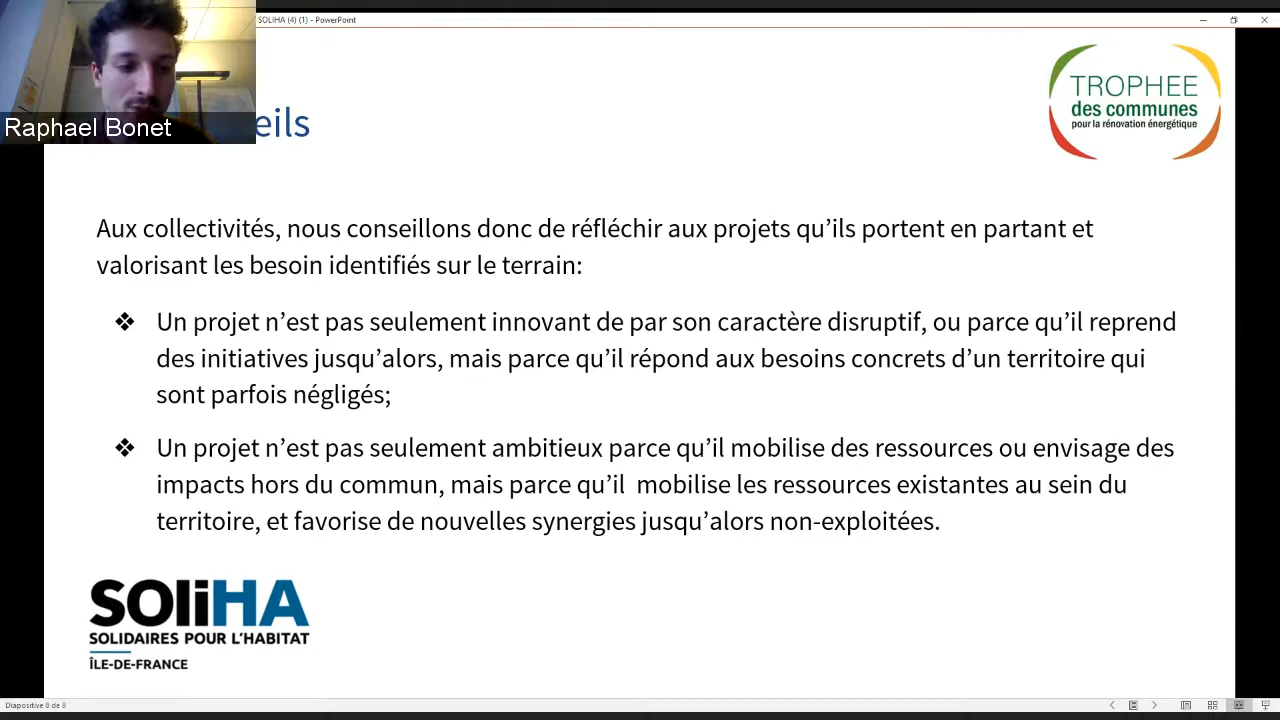 SOLIHA (4) (1) - PowerPoint
Raphael Bonet
eils
TROPHEE
des communes
pour la rénovation énergétique
Aux collectivités, nous conseillons donc de réfléchir aux projets qu’ils portent en partant et
valorisant les besoin identifiés sur le terrain:
❖ Un projet n’est pas seulement innovant de par son caractère disruptif, ou parce qu’il reprend
des initiatives jusqu’alors, mais parce qu’il répond aux besoins concrets d’un territoire qui
sont parfois négligés;
❖ Un projet n’est pas seulement ambitieux parce qu’il mobilise des ressources ou envisage des
impacts hors du commun, mais parce qu’il  mobilise les ressources existantes au sein du
territoire, et favorise de nouvelles synergies jusqu’alors non-exploitées.
SOliHA
SOLIDAIRES POUR L’HABITAT
ÎLE-DE-FRANCE
Diapositive 8 de 8